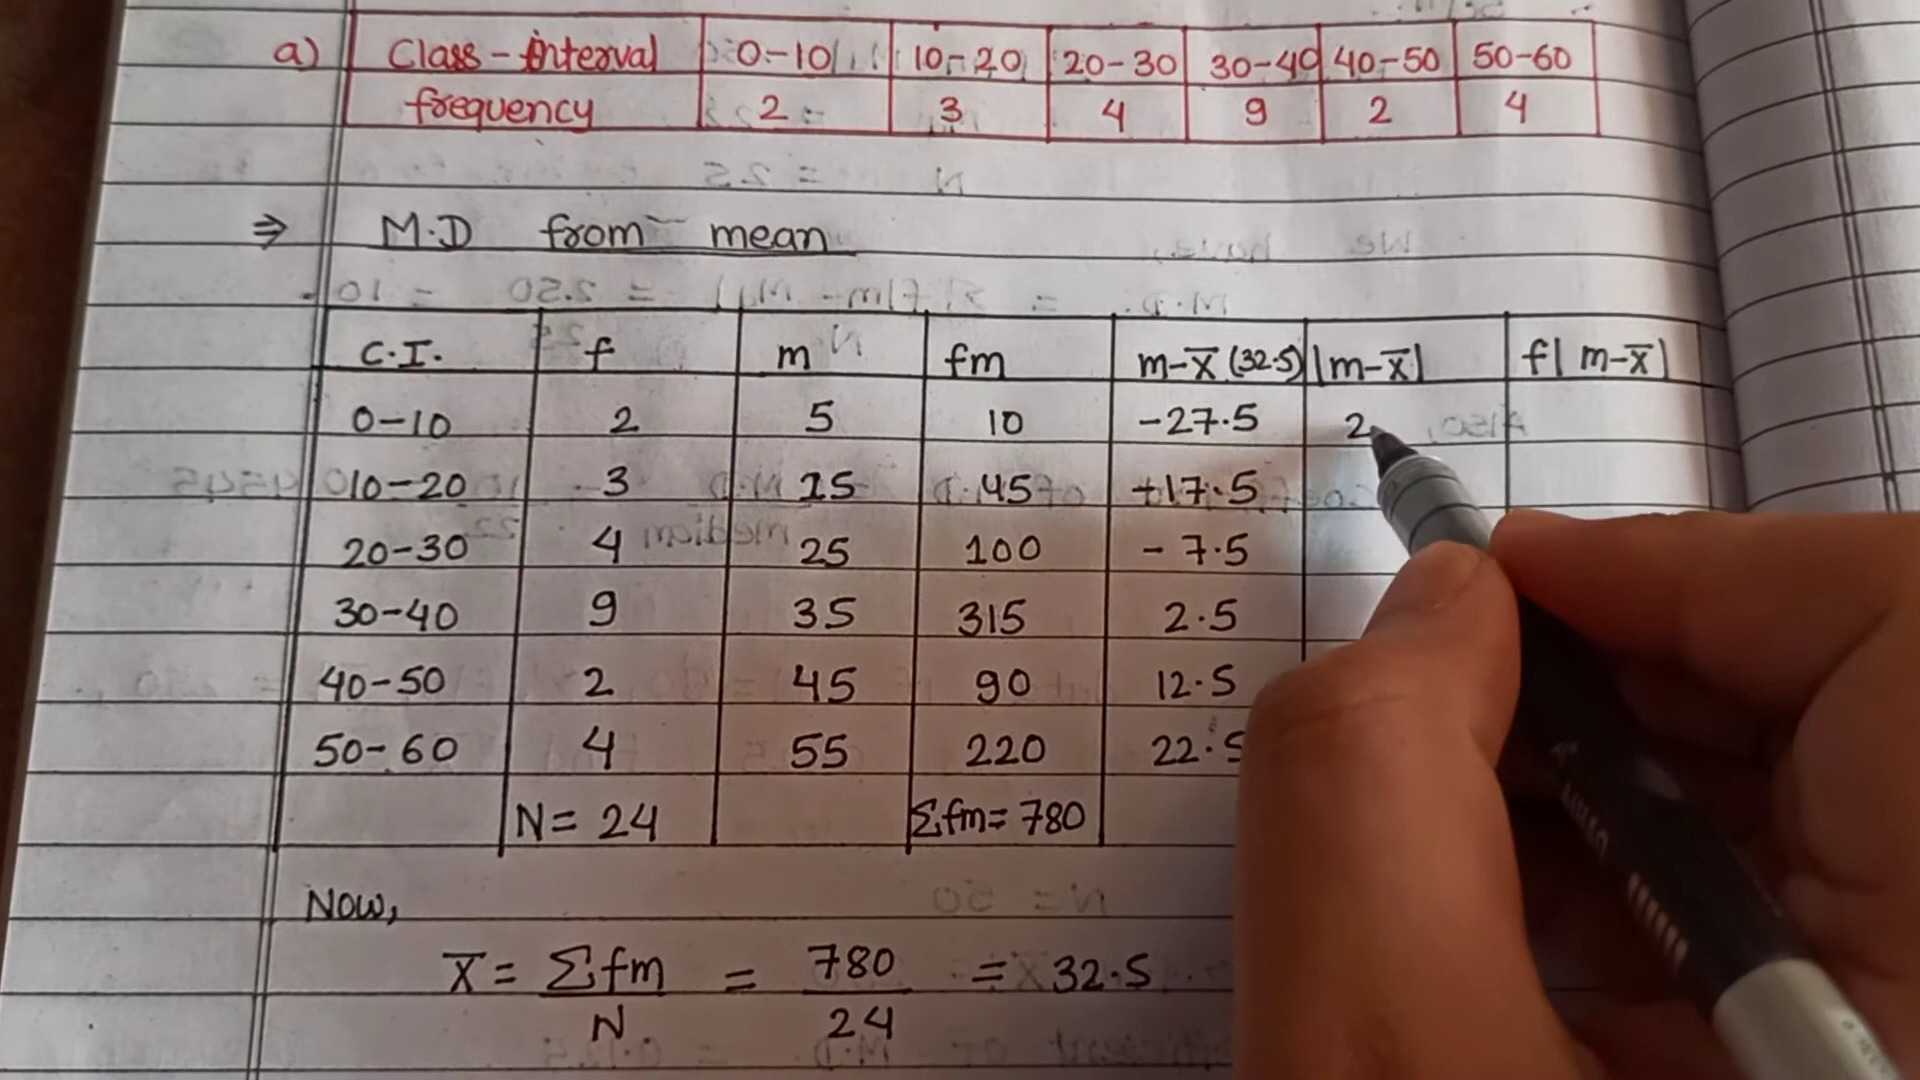 a) Class-interval 0-10 10-20 20-30 30-40 40-50 50-60
frequency 2 3 4 9 2 4
⇒ M.D from mean
C.I. f m fm m-x̅ (32.5) |m-x̅| f|m-x̅|
0-10 2 5 10 -27.5 2
10-20 3 15 45 +17.5
20-30 4 25 100 -7.5
30-40 9 35 315 2.5
40-50 2 45 90 12.5
50-60 4 55 220 22.5
N= 24 Σfm= 780
Now,
X̅ = Σfm/N = 780/24 = 32.5